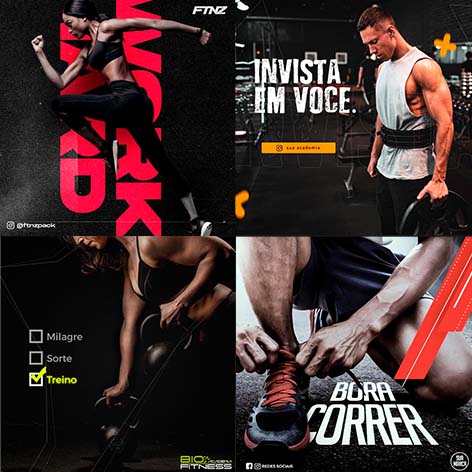 FTNZ
WORK
HARD
@ftnzpack
INVISTA
EM VOCE.
sua academia
Milagre
Sorte
Treino
BIO
ACADEMIA
FITNESS
BORA
CORRER
REDES SOCIAIS
SUA
MARCA